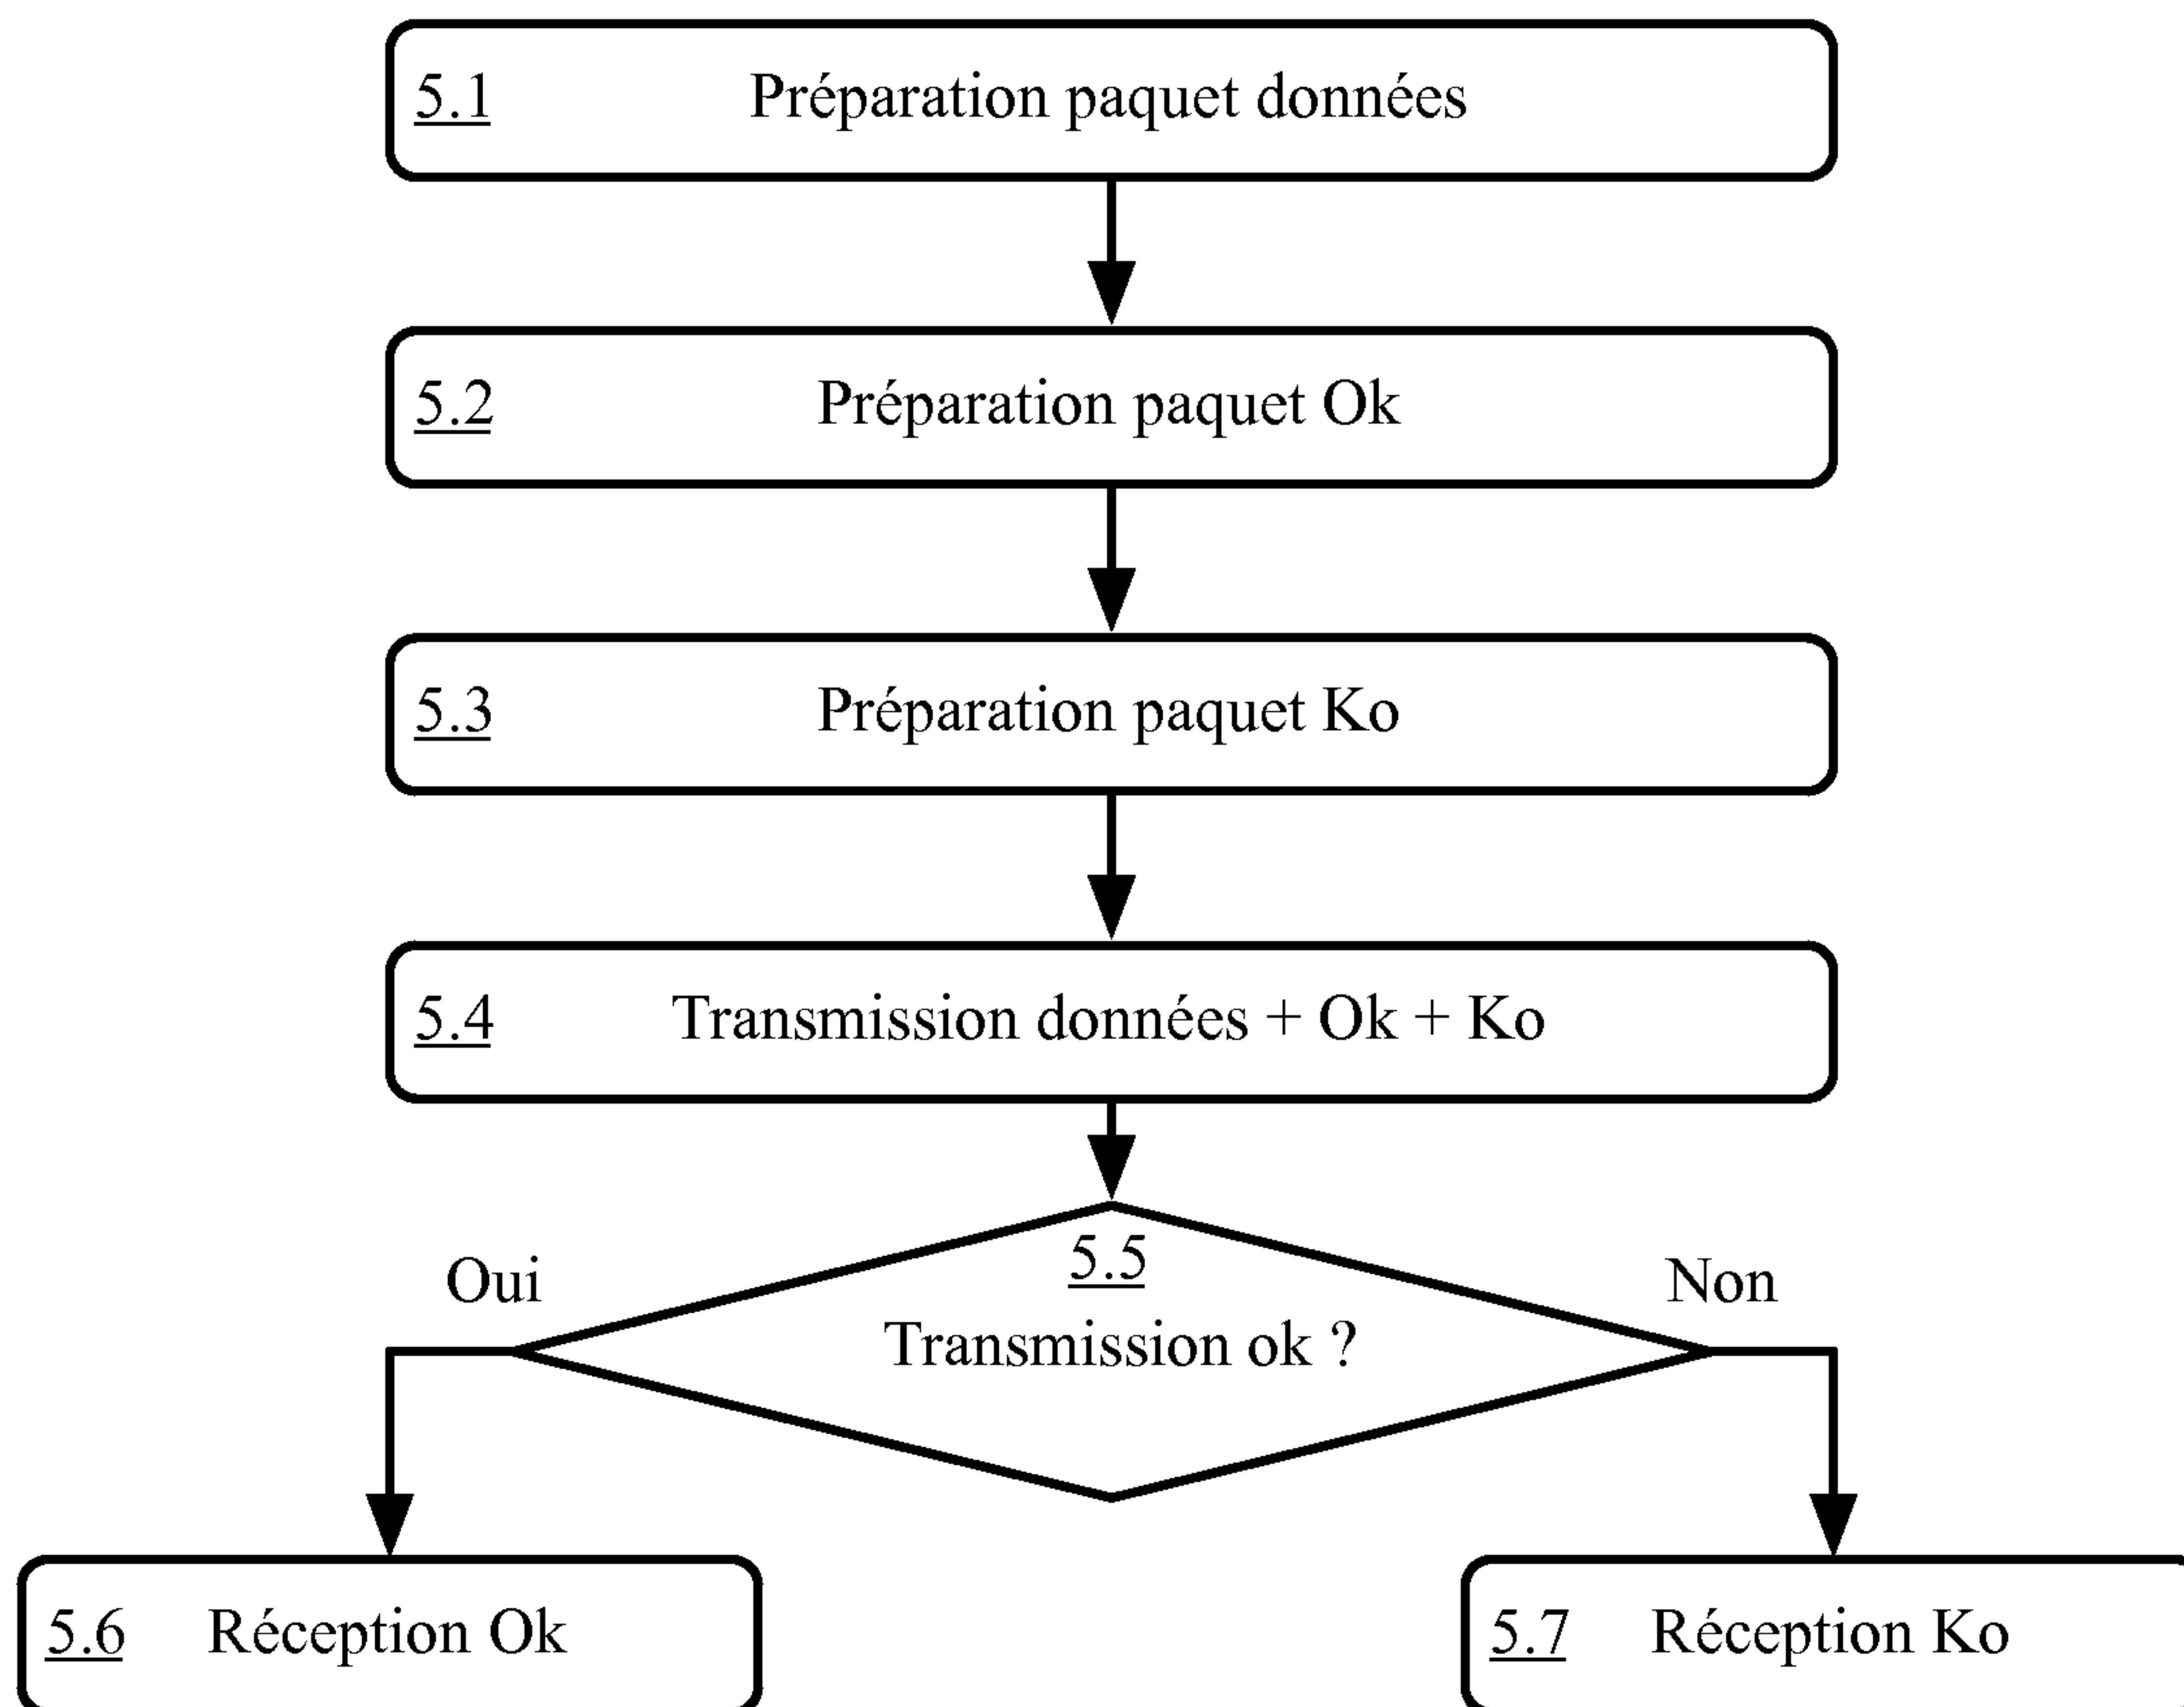 5.1 Préparation paquet données
5.2 Préparation paquet Ok
5.3 Préparation paquet Ko
5.4 Transmission données + Ok + Ko
5.5
Oui
Non
Transmission ok ?
5.6 Réception Ok
5.7 Réception Ko